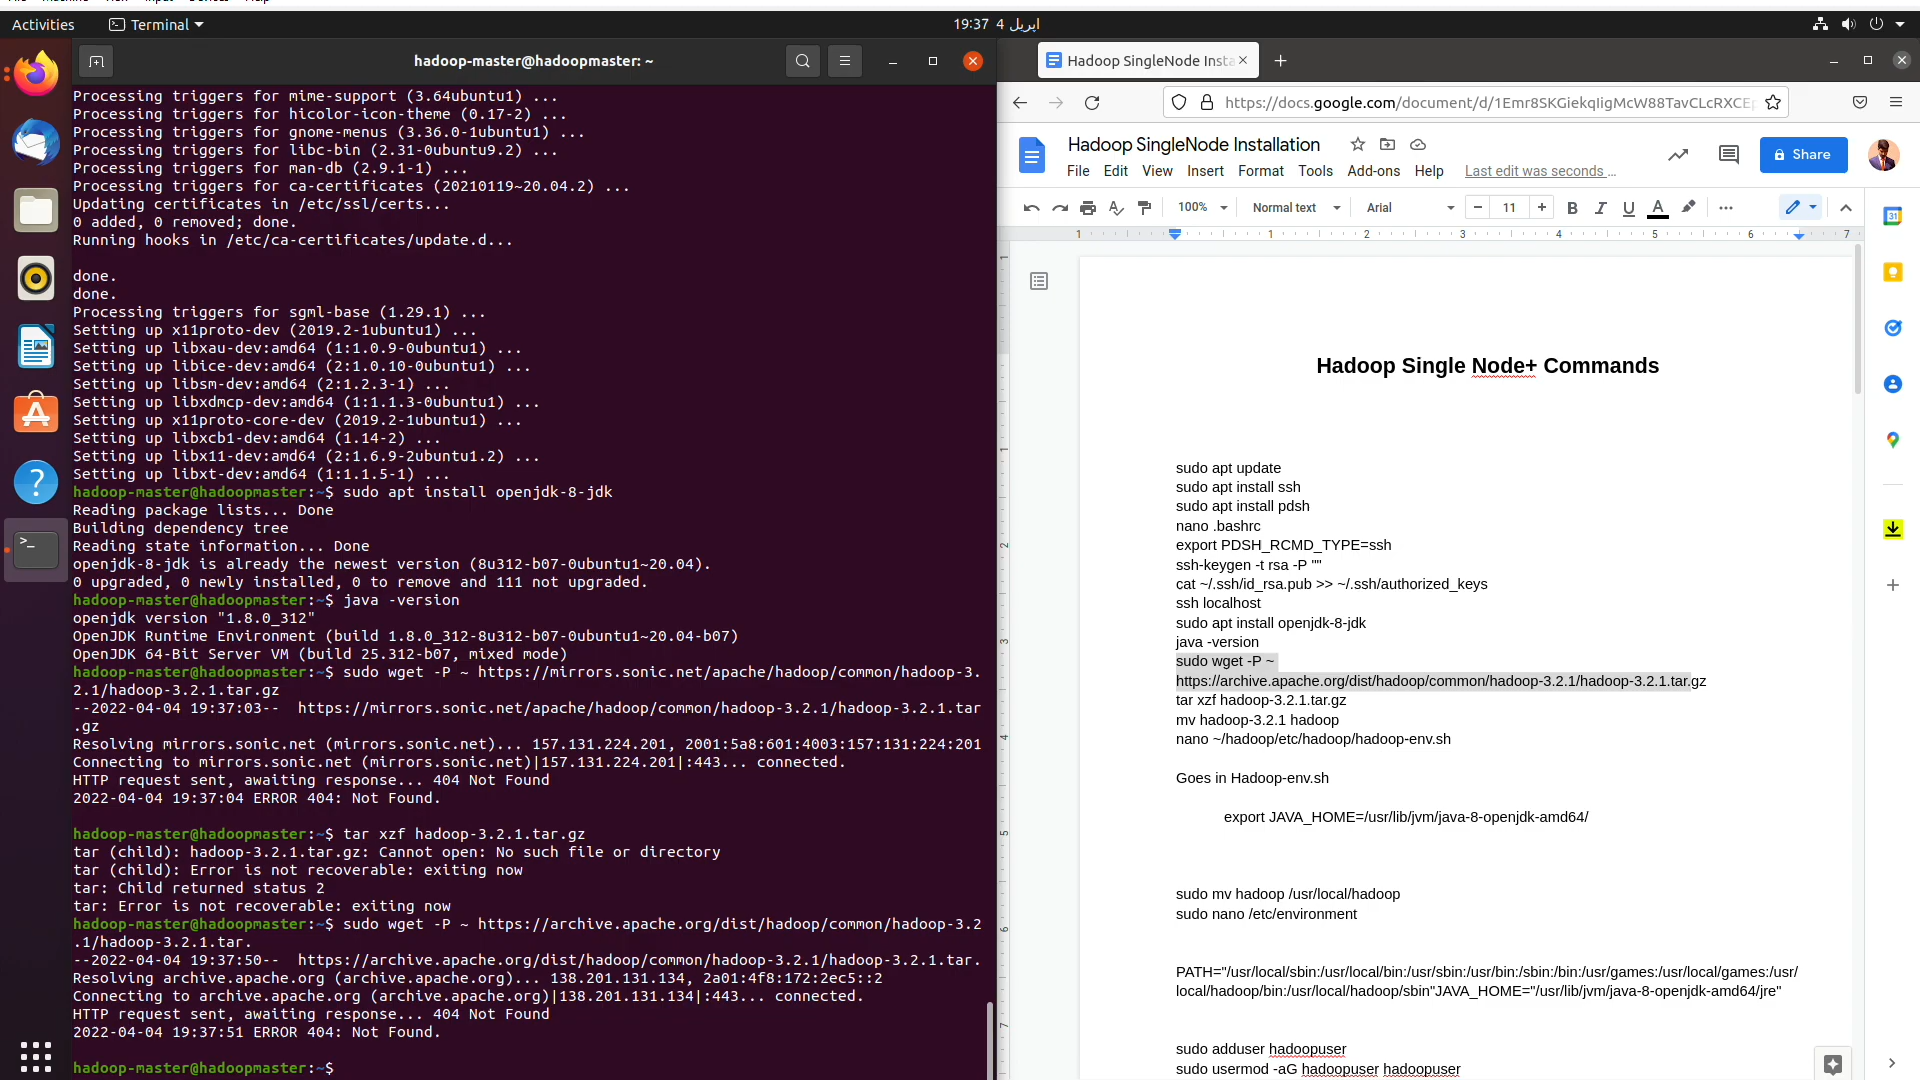 Activities
Terminal
19:37 4 اپریل
hadoop-master@hadoopmaster: ~
Processing triggers for mime-support (3.64ubuntu1) ...
Processing triggers for hicolor-icon-theme (0.17-2) ...
Processing triggers for gnome-menus (3.36.0-1ubuntu1) ...
Processing triggers for libc-bin (2.31-0ubuntu9.2) ...
Processing triggers for man-db (2.9.1-1) ...
Processing triggers for ca-certificates (20210119~20.04.2) ...
Updating certificates in /etc/ssl/certs...
0 added, 0 removed; done.
Running hooks in /etc/ca-certificates/update.d...
done.
done.
Processing triggers for sgml-base (1.29.1) ...
Setting up x11proto-dev (2019.2-1ubuntu1) ...
Setting up libxau-dev:amd64 (1:1.0.9-0ubuntu1) ...
Setting up libice-dev:amd64 (2:1.0.10-0ubuntu1) ...
Setting up libsm-dev:amd64 (2:1.2.3-1) ...
Setting up libxdmcp-dev:amd64 (1:1.1.3-0ubuntu1) ...
Setting up x11proto-core-dev (2019.2-1ubuntu1) ...
Setting up libxcb1-dev:amd64 (1.14-2) ...
Setting up libx11-dev:amd64 (2:1.6.9-2ubuntu1.2) ...
Setting up libxt-dev:amd64 (1:1.1.5-1) ...
hadoop-master@hadoopmaster:~$ sudo apt install openjdk-8-jdk
Reading package lists... Done
Building dependency tree
Reading state information... Done
openjdk-8-jdk is already the newest version (8u312-b07-0ubuntu1~20.04).
0 upgraded, 0 newly installed, 0 to remove and 111 not upgraded.
hadoop-master@hadoopmaster:~$ java -version
openjdk version "1.8.0_312"
OpenJDK Runtime Environment (build 1.8.0_312-8u312-b07-0ubuntu1~20.04-b07)
OpenJDK 64-Bit Server VM (build 25.312-b07, mixed mode)
hadoop-master@hadoopmaster:~$ sudo wget -P ~ https://mirrors.sonic.net/apache/hadoop/common/hadoop-3.
2.1/hadoop-3.2.1.tar.gz
--2022-04-04 19:37:03-- https://mirrors.sonic.net/apache/hadoop/common/hadoop-3.2.1/hadoop-3.2.1.tar
.gz
Resolving mirrors.sonic.net (mirrors.sonic.net)... 157.131.224.201, 2001:5a8:601:4003:157:131:224:201
Connecting to mirrors.sonic.net (mirrors.sonic.net)|157.131.224.201|:443... connected.
HTTP request sent, awaiting response... 404 Not Found
2022-04-04 19:37:04 ERROR 404: Not Found.
hadoop-master@hadoopmaster:~$ tar xzf hadoop-3.2.1.tar.gz
tar (child): hadoop-3.2.1.tar.gz: Cannot open: No such file or directory
tar (child): Error is not recoverable: exiting now
tar: Child returned status 2
tar: Error is not recoverable: exiting now
hadoop-master@hadoopmaster:~$ sudo wget -P ~ https://archive.apache.org/dist/hadoop/common/hadoop-3.2
.1/hadoop-3.2.1.tar.
--2022-04-04 19:37:50-- https://archive.apache.org/dist/hadoop/common/hadoop-3.2.1/hadoop-3.2.1.tar.
Resolving archive.apache.org (archive.apache.org)... 138.201.131.134, 2a01:4f8:172:2ec5::2
Connecting to archive.apache.org (archive.apache.org)|138.201.131.134|:443... connected.
HTTP request sent, awaiting response... 404 Not Found
2022-04-04 19:37:51 ERROR 404: Not Found.
hadoop-master@hadoopmaster:~$
Hadoop SingleNode Insta
https://docs.google.com/document/d/1Emr8SKGiekqIigMcW88TavCLcRXCEp
Hadoop SingleNode Installation
Share
File Edit View Insert Format Tools Add-ons Help Last edit was seconds ...
100% Normal text Arial 11 B I U A
1 1 2 3 4 5 6 7
Hadoop Single Node+ Commands
sudo apt update
sudo apt install ssh
sudo apt install pdsh
nano .bashrc
export PDSH_RCMD_TYPE=ssh
ssh-keygen -t rsa -P ""
cat ~/.ssh/id_rsa.pub >> ~/.ssh/authorized_keys
ssh localhost
sudo apt install openjdk-8-jdk
java -version
sudo wget -P ~
https://archive.apache.org/dist/hadoop/common/hadoop-3.2.1/hadoop-3.2.1.tar.gz
tar xzf hadoop-3.2.1.tar.gz
mv hadoop-3.2.1 hadoop
nano ~/hadoop/etc/hadoop/hadoop-env.sh
Goes in Hadoop-env.sh
export JAVA_HOME=/usr/lib/jvm/java-8-openjdk-amd64/
sudo mv hadoop /usr/local/hadoop
sudo nano /etc/environment
PATH="/usr/local/sbin:/usr/local/bin:/usr/sbin:/usr/bin:/sbin:/bin:/usr/games:/usr/local/games:/usr/
local/hadoop/bin:/usr/local/hadoop/sbin"JAVA_HOME="/usr/lib/jvm/java-8-openjdk-amd64/jre"
sudo adduser hadoopuser
sudo usermod -aG hadoopuser hadoopuser